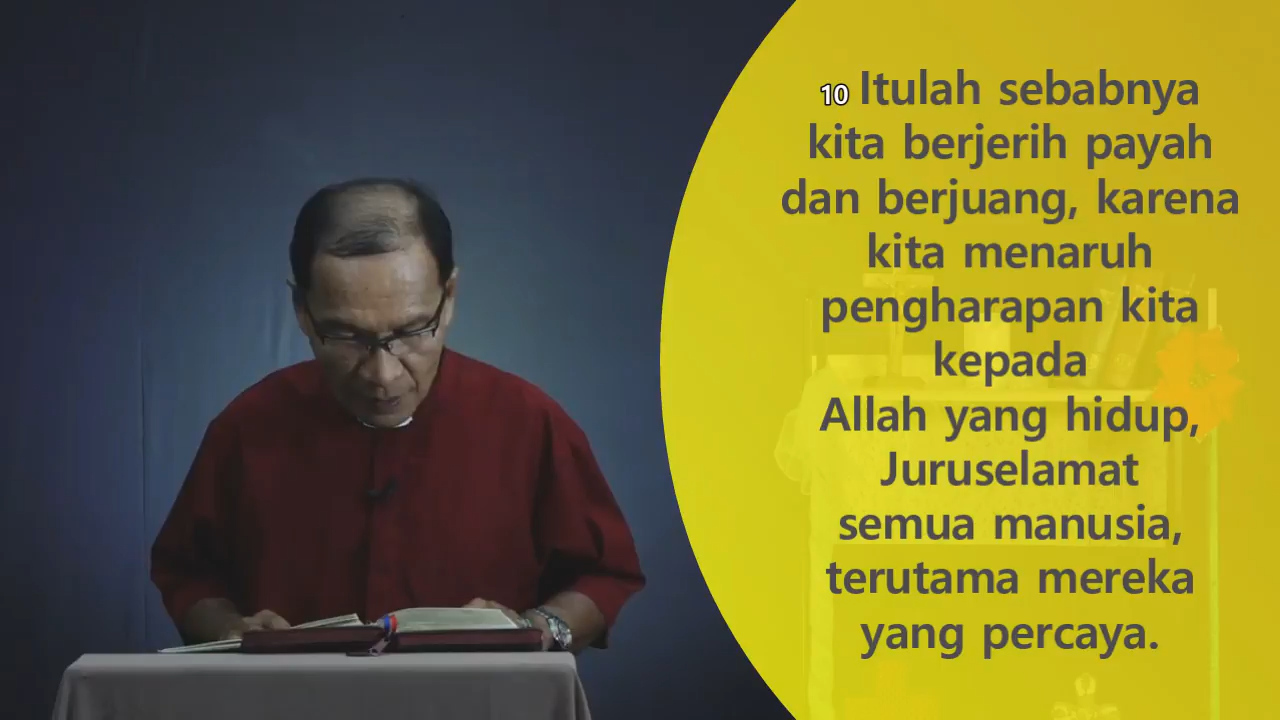 10 Itulah sebabnya
kita berjerih payah
dan berjuang, karena
kita menaruh
pengharapan kita
kepada
Allah yang hidup,
Juruselamat
semua manusia,
terutama mereka
yang percaya.